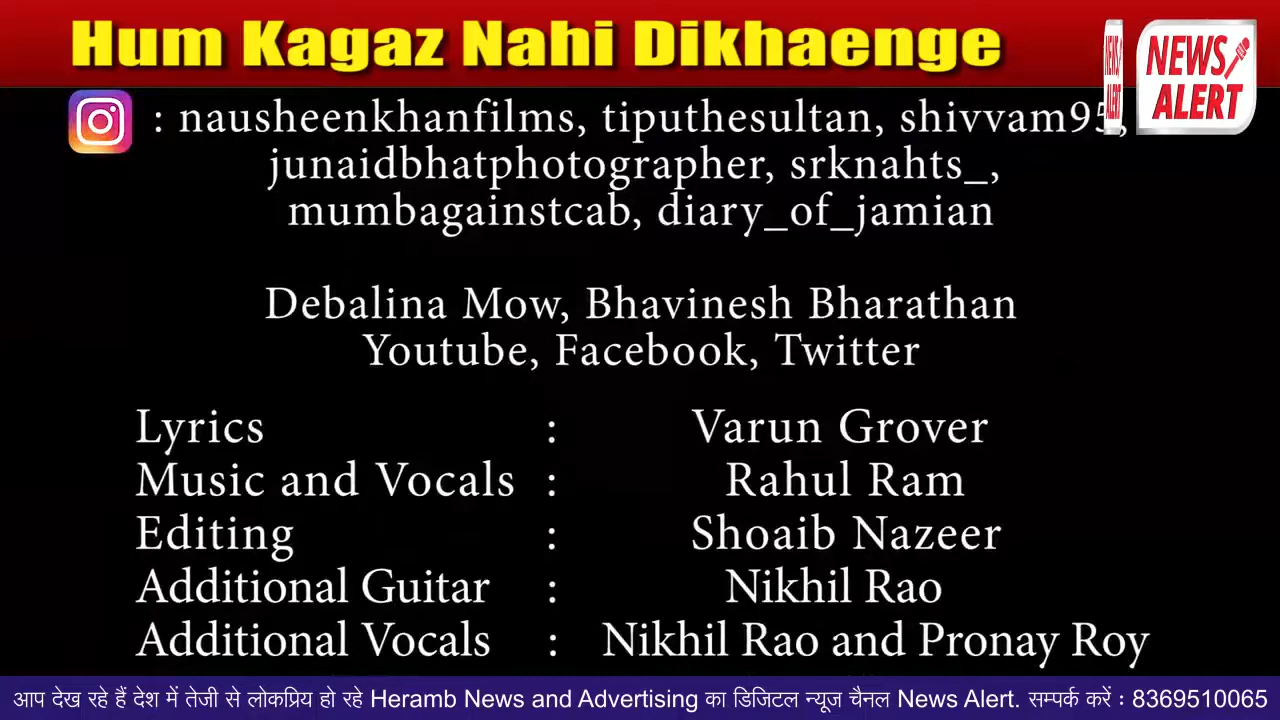 Hum Kagaz Nahi Dikhaenge
NEWS ALERT
NEWS ALERT
: nausheenkhanfilms, tiputhesultan, shivvam95,
junaidbhatphotographer, srknahts_,
mumbagainstcab, diary_of_jamian
Debalina Mow, Bhavinesh Bharathan
Youtube, Facebook, Twitter
Lyrics : Varun Grover
Music and Vocals : Rahul Ram
Editing : Shoaib Nazeer
Additional Guitar : Nikhil Rao
Additional Vocals : Nikhil Rao and Pronay Roy
आप देख रहे हैं देश में तेजी से लोकप्रिय हो रहे Heramb News and Advertising का डिजिटल न्यूज चैनल News Alert. सम्पर्क करें : 8369510065